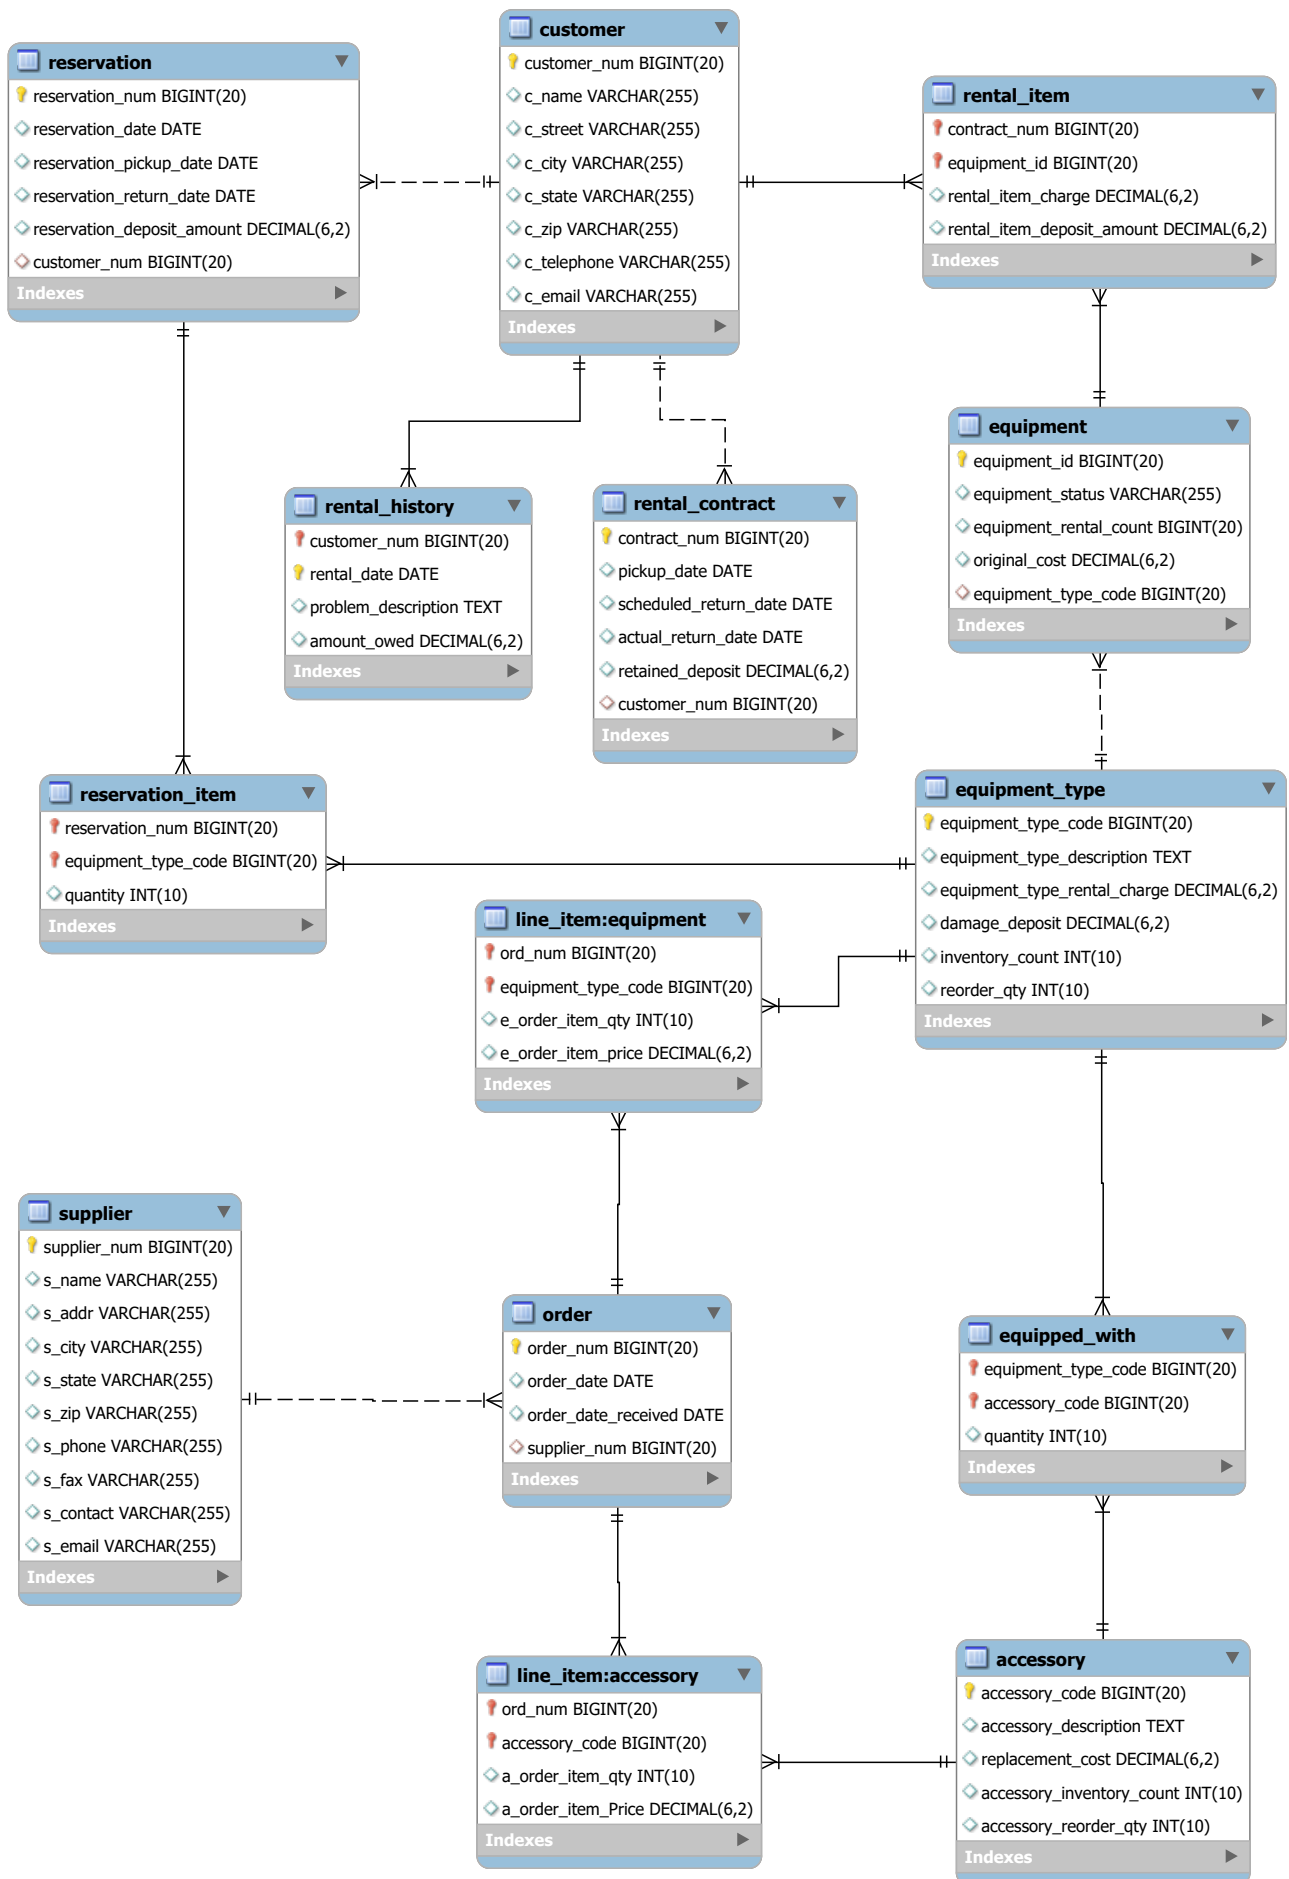 customer
customer_num BIGINT(20)
c_name VARCHAR(255)
c_street VARCHAR(255)
c_city VARCHAR(255)
c_state VARCHAR(255)
c_zip VARCHAR(255)
c_telephone VARCHAR(255)
c_email VARCHAR(255)
Indexes
reservation
reservation_num BIGINT(20)
reservation_date DATE
reservation_pickup_date DATE
reservation_return_date DATE
reservation_deposit_amount DECIMAL(6,2)
customer_num BIGINT(20)
Indexes
rental_item
contract_num BIGINT(20)
equipment_id BIGINT(20)
rental_item_charge DECIMAL(6,2)
rental_item_deposit_amount DECIMAL(6,2)
Indexes
equipment
equipment_id BIGINT(20)
equipment_status VARCHAR(255)
equipment_rental_count BIGINT(20)
original_cost DECIMAL(6,2)
equipment_type_code BIGINT(20)
Indexes
rental_history
customer_num BIGINT(20)
rental_date DATE
problem_description TEXT
amount_owed DECIMAL(6,2)
Indexes
rental_contract
contract_num BIGINT(20)
pickup_date DATE
scheduled_return_date DATE
actual_return_date DATE
retained_deposit DECIMAL(6,2)
customer_num BIGINT(20)
Indexes
reservation_item
reservation_num BIGINT(20)
equipment_type_code BIGINT(20)
quantity INT(10)
Indexes
equipment_type
equipment_type_code BIGINT(20)
equipment_type_description TEXT
equipment_type_rental_charge DECIMAL(6,2)
damage_deposit DECIMAL(6,2)
inventory_count INT(10)
reorder_qty INT(10)
Indexes
line_item:equipment
ord_num BIGINT(20)
equipment_type_code BIGINT(20)
e_order_item_qty INT(10)
e_order_item_price DECIMAL(6,2)
Indexes
supplier
supplier_num BIGINT(20)
s_name VARCHAR(255)
s_addr VARCHAR(255)
s_city VARCHAR(255)
s_state VARCHAR(255)
s_zip VARCHAR(255)
s_phone VARCHAR(255)
s_fax VARCHAR(255)
s_contact VARCHAR(255)
s_email VARCHAR(255)
Indexes
order
order_num BIGINT(20)
order_date DATE
order_date_received DATE
supplier_num BIGINT(20)
Indexes
equipped_with
equipment_type_code BIGINT(20)
accessory_code BIGINT(20)
quantity INT(10)
Indexes
line_item:accessory
ord_num BIGINT(20)
accessory_code BIGINT(20)
a_order_item_qty INT(10)
a_order_item_Price DECIMAL(6,2)
Indexes
accessory
accessory_code BIGINT(20)
accessory_description TEXT
replacement_cost DECIMAL(6,2)
accessory_inventory_count INT(10)
accessory_reorder_qty INT(10)
Indexes